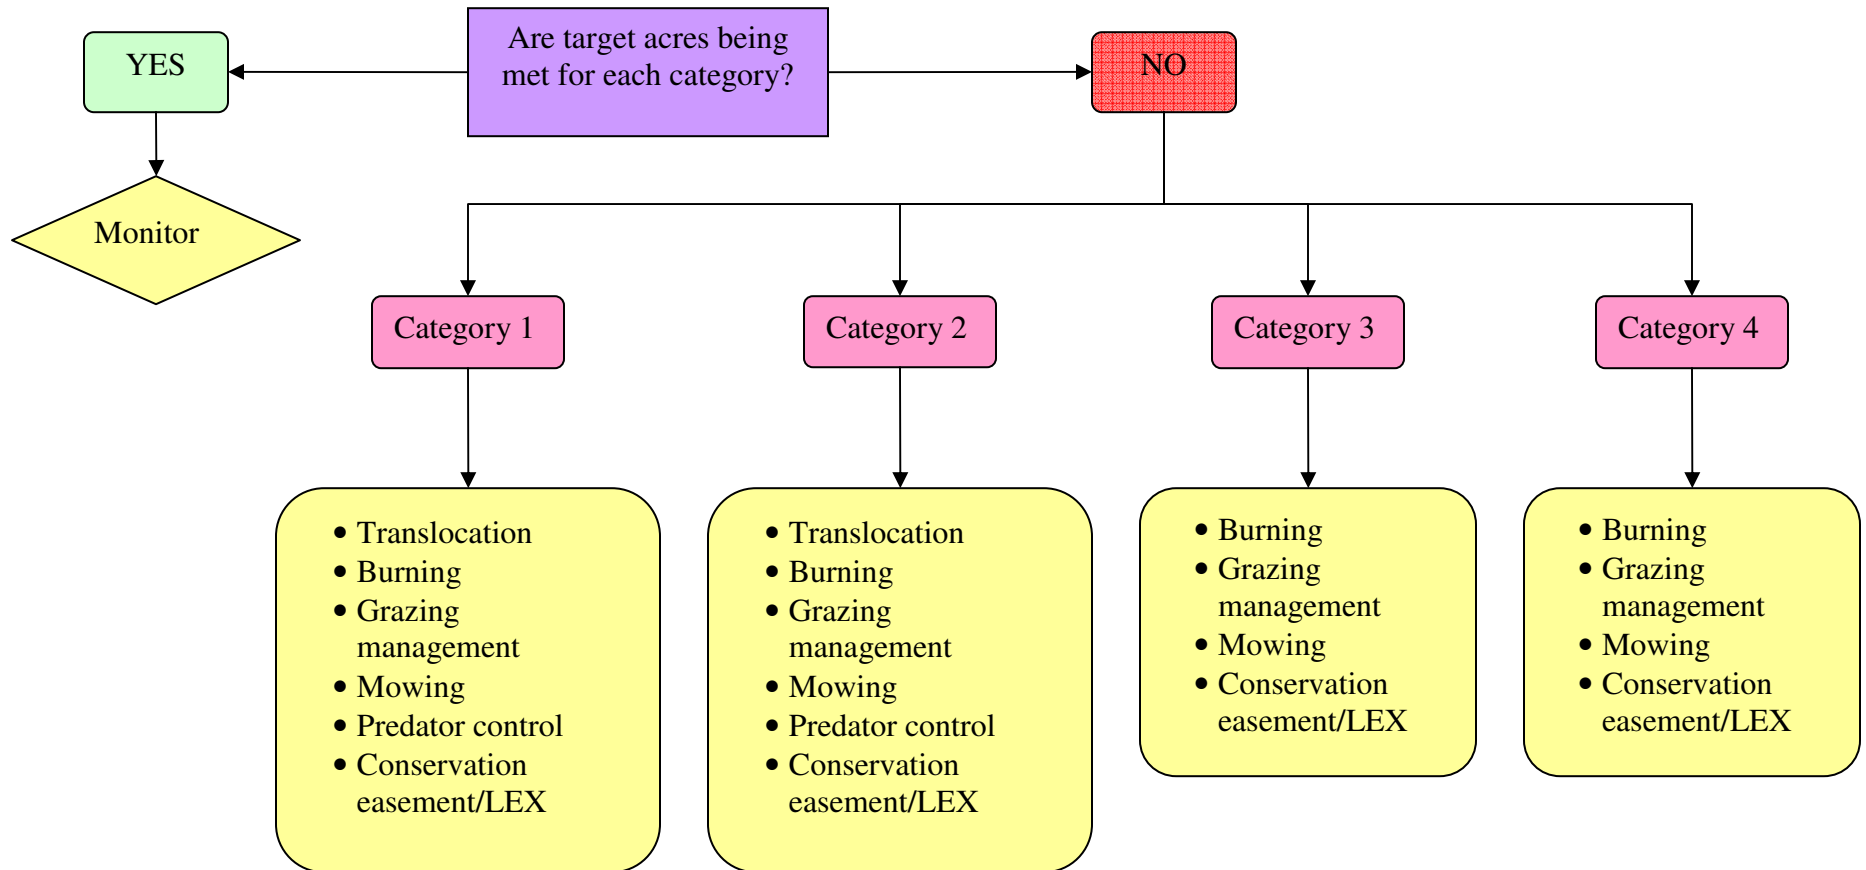 YES
Are target acres being
met for each category?
NO
Monitor
Category 1
Category 2
Category 3
Category 4
• Translocation
• Burning
• Grazing
management
• Mowing
• Predator control
• Conservation
easement/LEX
• Translocation
• Burning
• Grazing
management
• Mowing
• Predator control
• Conservation
easement/LEX
• Burning
• Grazing
management
• Mowing
• Conservation
easement/LEX
• Burning
• Grazing
management
• Mowing
• Conservation
easement/LEX